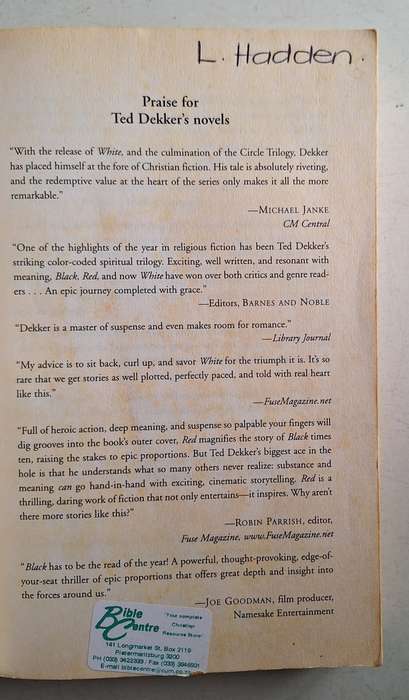 L. Hadden.
Praise for
Ted Dekker's novels
"With the release of White, and the culmination of the Circle Trilogy, Dekker
has placed himself at the fore of Christian fiction. His tale is absolutely riveting,
and the redemptive value at the heart of the series only makes it all the more
remarkable."
—MICHAEL JANKE
CM Central
"One of the highlights of the year in religious fiction has been Ted Dekker's
striking color-coded spiritual trilogy. Exciting, well written, and resonant with
meaning, Black, Red, and now White have won over both critics and genre read-
ers . . . An epic journey completed with grace."
—Editors, BARNES AND NOBLE
"Dekker is a master of suspense and even makes room for romance."
—Library Journal
"My advice is to sit back, curl up, and savor White for the triumph it is. It's so
rare that we get stories as well plotted, perfectly paced, and told with real heart
like this."
—FuseMagazine.net
"Full of heroic action, deep meaning, and suspense so palpable your fingers will
dig grooves into the book's outer cover, Red magnifies the story of Black times
ten, raising the stakes to epic proportions. But Ted Dekker's biggest ace in the
hole is that he understands what so many others never realize: substance and
meaning can go hand-in-hand with exciting, cinematic storytelling. Red is a
thrilling, daring work of fiction that not only entertains—it inspires. Why aren't
there more stories like this?"
—ROBIN PARRISH, editor,
Fuse Magazine, www.FuseMagazine.net
"Black has to be the read of the year! A powerful, thought-provoking, edge-of-
your-seat thriller of epic proportions that offers great depth and insight into
the forces around us."
—JOE GOODMAN, film producer,
Namesake Entertainment
Bible
Centre
"Your complete
Christian
Resource Store"
141 Longmarket St, Box 2119
Pietermaritzburg 3200
PH (033) Fax (033)
E-mail